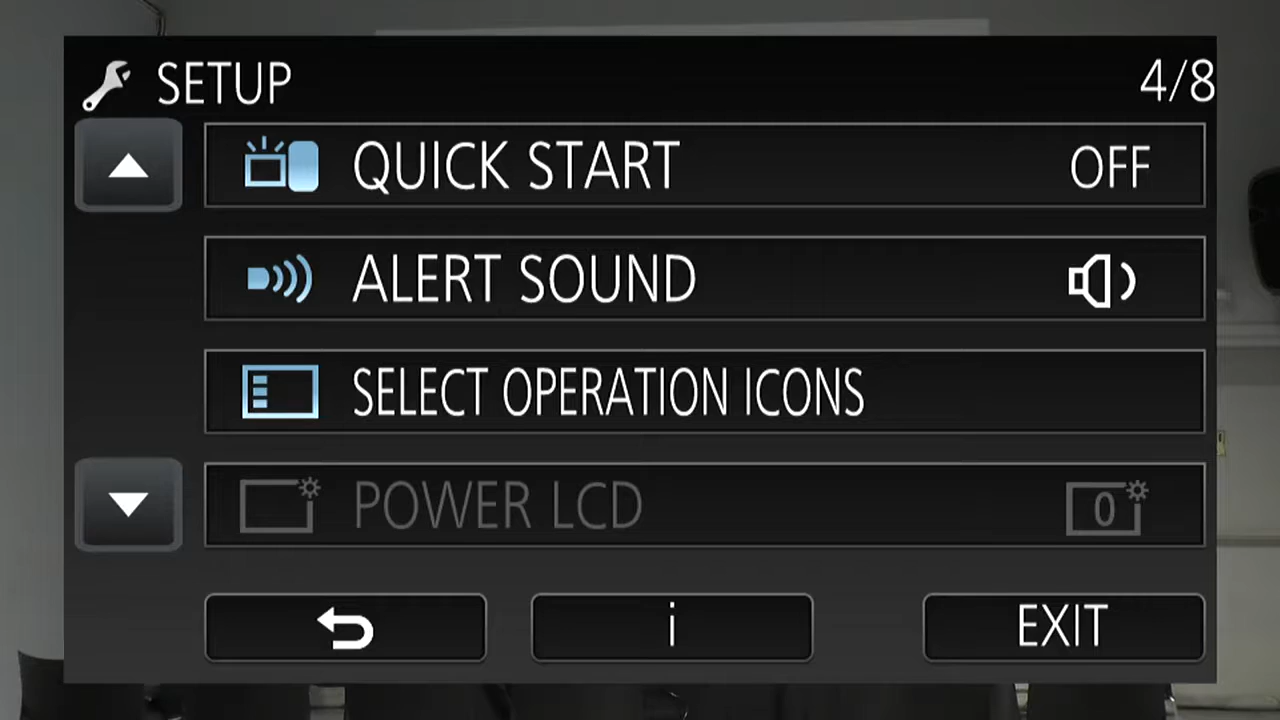 SETUP 4/8
QUICK START OFF
ALERT SOUND
SELECT OPERATION ICONS
POWER LCD 0
i EXIT